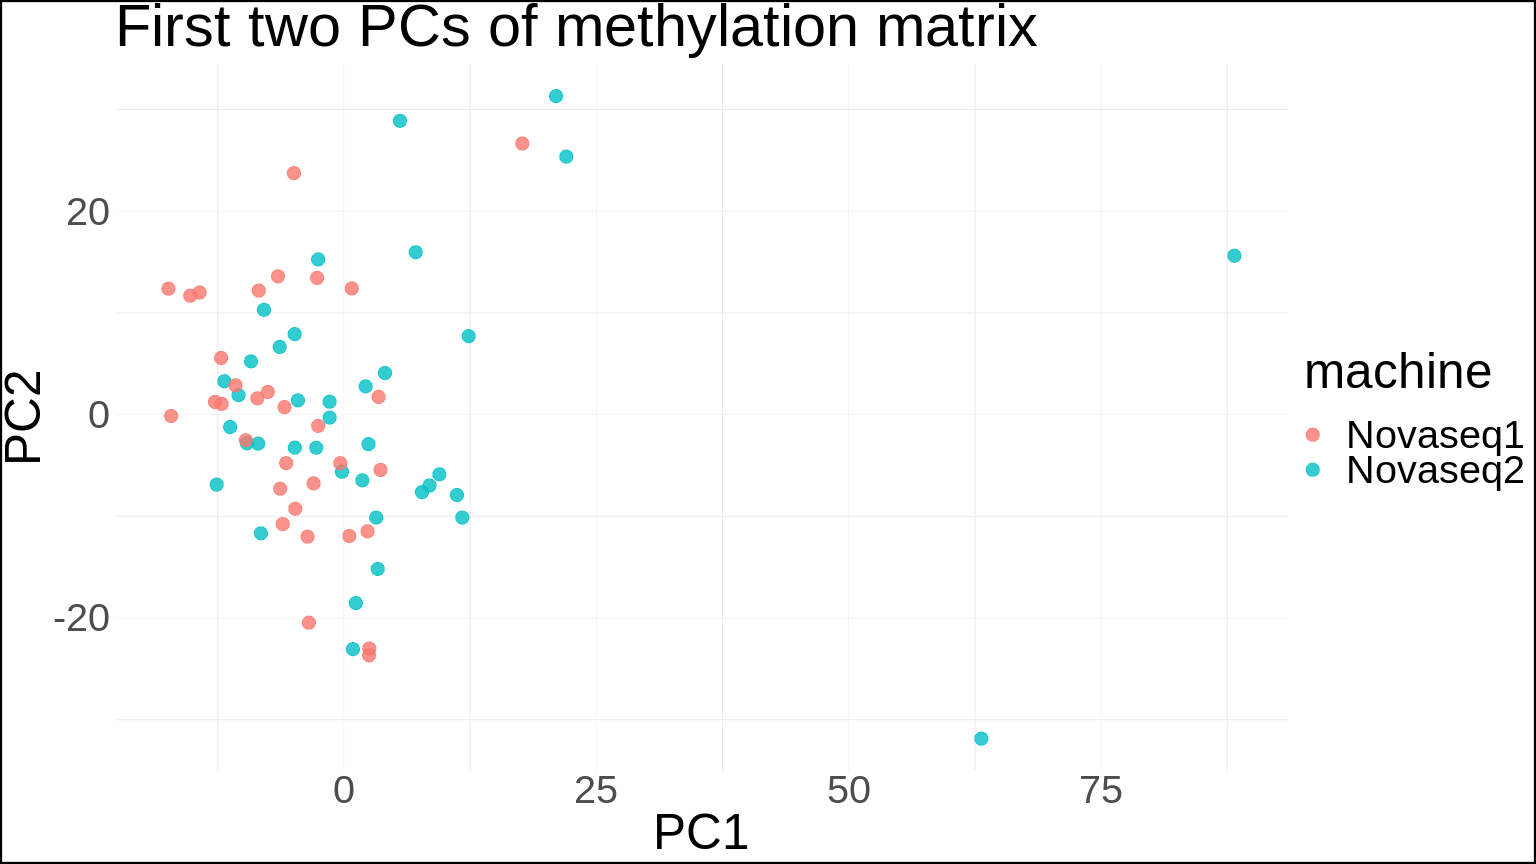 First two PCs of methylation matrix
20
0
-20
PC2
0
25
50
75
PC1
machine
Novaseq1
Novaseq2